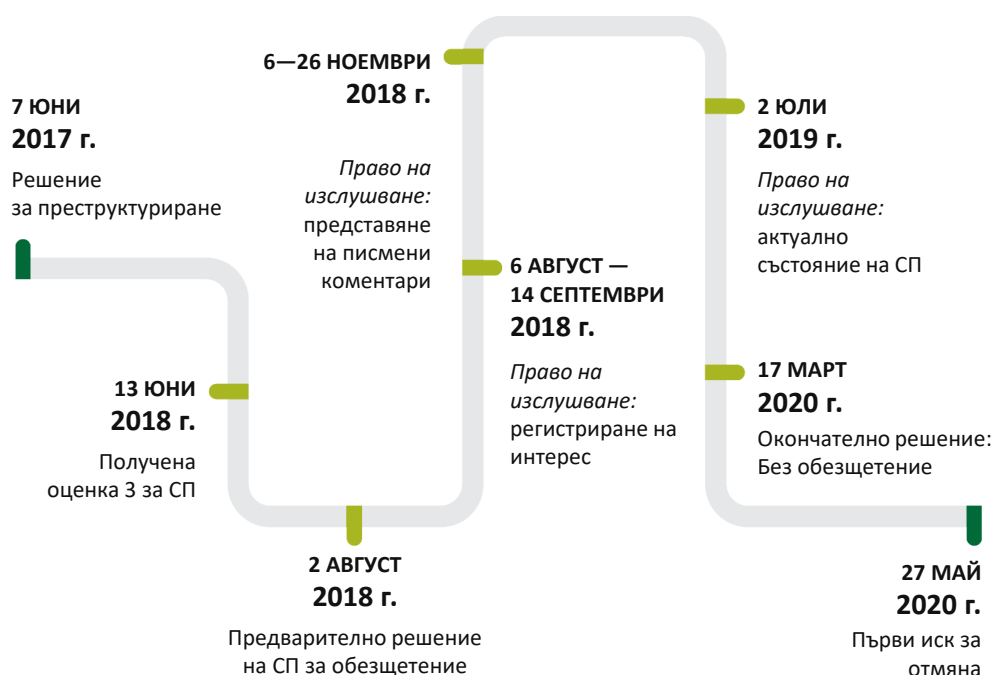 7 ЮНИ
2017 г.
Решение
за преструктуриране
13 ЮНИ
2018 г.
Получена
оценка 3 за СП
2 АВГУСТ
2018 г.
Предварително решение
на СП за обезщетение
6 АВГУСТ —
14 СЕПТЕМВРИ
2018 г.
Право на
излушване:
регистриране на
интерес
6—26 НОЕМВРИ
2018 г.
Право на
излушване:
представяне
на писмени
коментари
2 ЮЛИ
2019 г.
Право на
излушване:
актуално
състояние на СП
17 МАРТ
2020 г.
Окончателно решение:
Без обезщетение
27 МАЙ
2020 г.
Първи иск за
отмяна